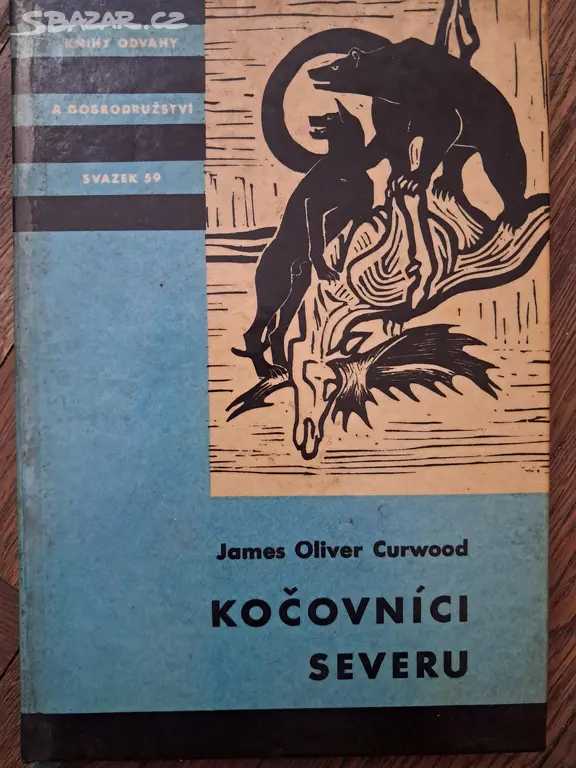 SBAZAR.CZ
KNIHY ODVAHY
A DOBRODRUŽSTVÍ
SVAZEK 59
James Oliver Curwood
KOČOVNÍCI
SEVERU